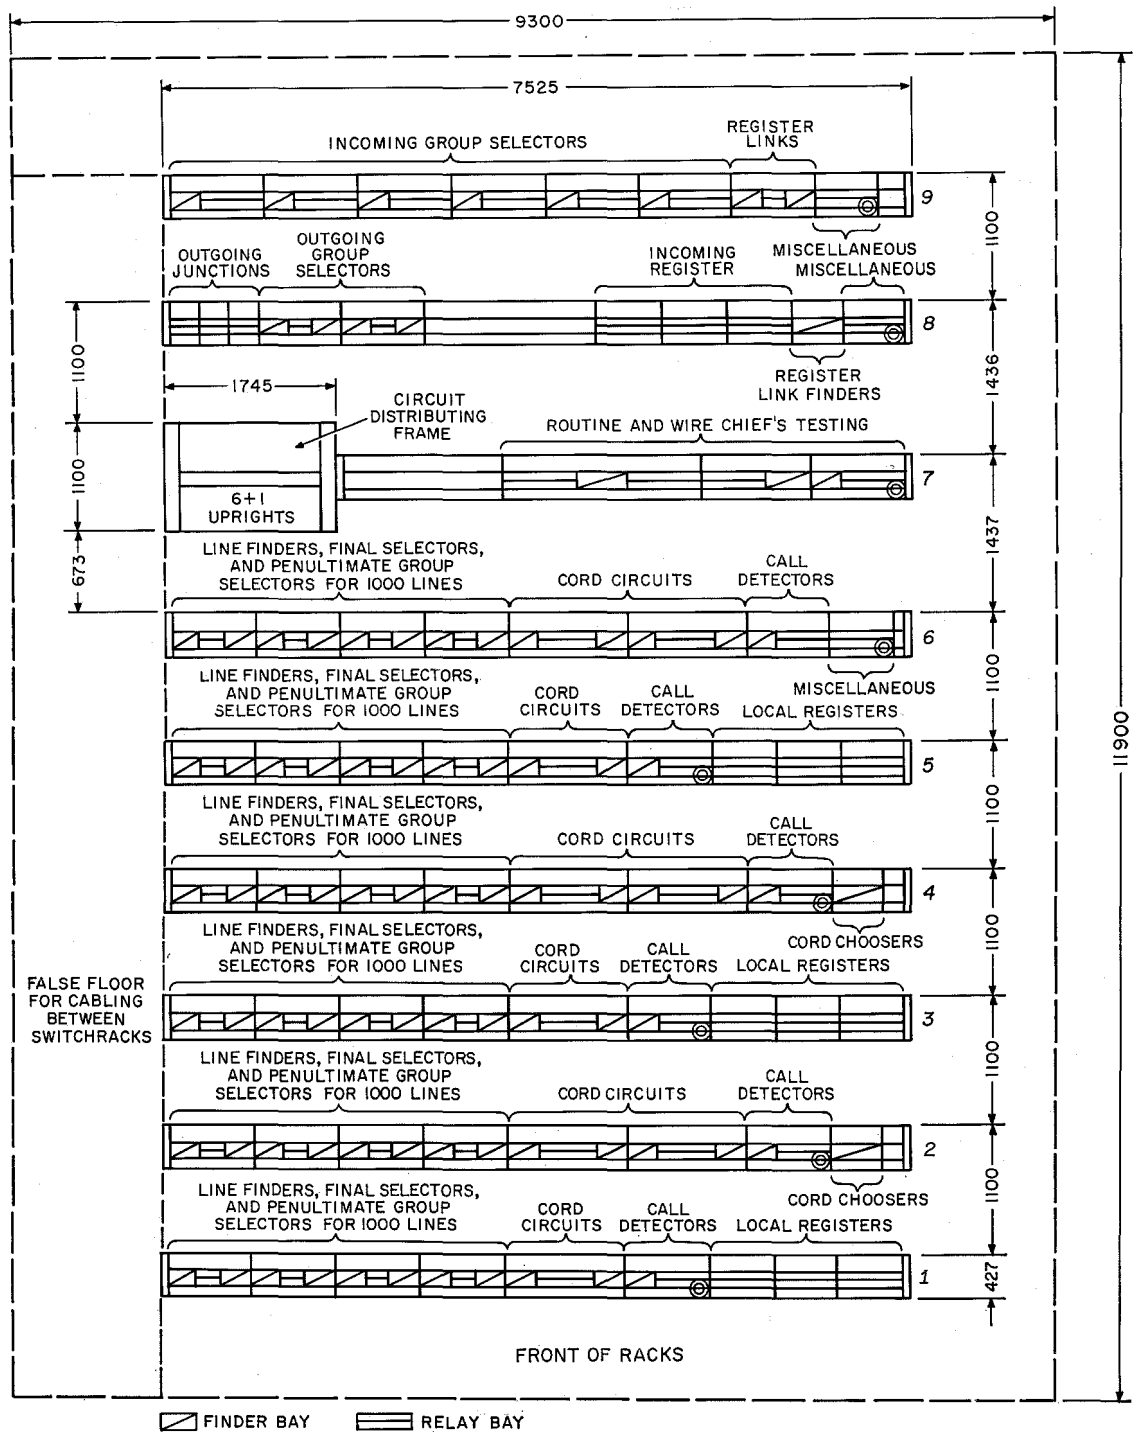 9300
7525
INCOMING GROUP SELECTORS
REGISTER
LINKS
9
1100
MISCELLANEOUS
OUTGOING
JUNCTIONS
OUTGOING
GROUP
SELECTORS
INCOMING
REGISTER
MISCELLANEOUS
8
1100
1436
1745
REGISTER
LINK FINDERS
CIRCUIT
DISTRIBUTING
FRAME
ROUTINE AND WIRE CHIEF'S TESTING
7
1100
6+1
UPRIGHTS
1437
673
LINE FINDERS, FINAL SELECTORS,
AND PENULTIMATE GROUP
SELECTORS FOR 1000 LINES
CORD CIRCUITS
CALL
DETECTORS
6
MISCELLANEOUS
1100
LINE FINDERS, FINAL SELECTORS,
AND PENULTIMATE GROUP
SELECTORS FOR 1000 LINES
CORD
CIRCUITS
CALL
DETECTORS
LOCAL REGISTERS
5
11900
1100
LINE FINDERS, FINAL SELECTORS,
AND PENULTIMATE GROUP
SELECTORS FOR 1000 LINES
CORD CIRCUITS
CALL
DETECTORS
4
CORD CHOOSERS
1100
LINE FINDERS, FINAL SELECTORS,
AND PENULTIMATE GROUP
SELECTORS FOR 1000 LINES
CORD
CIRCUITS
CALL
DETECTORS
LOCAL REGISTERS
3
FALSE FLOOR
FOR CABLING
BETWEEN
SWITCHRACKS
1100
LINE FINDERS, FINAL SELECTORS,
AND PENULTIMATE GROUP
SELECTORS FOR 1000 LINES
CORD CIRCUITS
CALL
DETECTORS
2
CORD CHOOSERS
1100
LINE FINDERS, FINAL SELECTORS,
AND PENULTIMATE GROUP
SELECTORS FOR 1000 LINES
CORD
CIRCUITS
CALL
DETECTORS
LOCAL REGISTERS
1
427
FRONT OF RACKS
FINDER BAY
RELAY BAY